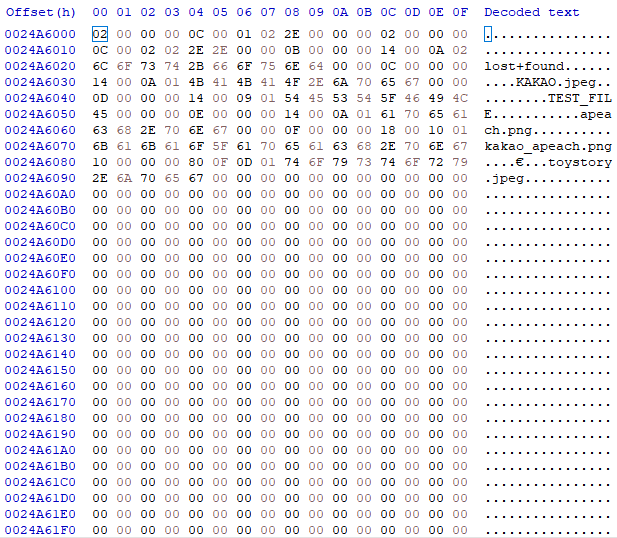 Offset(h) 00 01 02 03 04 05 06 07 08 09 0A 0B 0C 0D 0E 0F Decoded text
0024A6000 02 00 00 00 0C 00 01 02 2E 00 00 00 02 00 00 00 ................
0024A6010 0C 00 02 02 2E 2E 00 00 0B 00 00 00 14 00 0A 02 ................
0024A6020 6C 6F 73 74 2B 66 6F 75 6E 64 00 00 0C 00 00 00 lost+found......
0024A6030 14 00 0A 01 4B 41 4B 41 4F 2E 6A 70 65 67 00 00 ....KAKAO.jpeg..
0024A6040 0D 00 00 00 14 00 09 01 54 45 53 54 5F 46 49 4C ........TEST_FIL
0024A6050 45 00 00 00 0E 00 00 00 14 00 0A 01 61 70 65 61 E...........apea
0024A6060 63 68 2E 70 6E 67 00 00 0F 00 00 00 18 00 10 01 ch.png..........
0024A6070 6B 61 6B 61 6F 5F 61 70 65 61 63 68 2E 70 6E 67 kakao_apeach.png
0024A6080 10 00 00 00 80 0F 0D 01 74 6F 79 73 74 6F 72 79 ....€...toystory
0024A6090 2E 6A 70 65 67 00 00 00 00 00 00 00 00 00 00 00 .jpeg...........
0024A60A0 00 00 00 00 00 00 00 00 00 00 00 00 00 00 00 00 ................
0024A60B0 00 00 00 00 00 00 00 00 00 00 00 00 00 00 00 00 ................
0024A60C0 00 00 00 00 00 00 00 00 00 00 00 00 00 00 00 00 ................
0024A60D0 00 00 00 00 00 00 00 00 00 00 00 00 00 00 00 00 ................
0024A60E0 00 00 00 00 00 00 00 00 00 00 00 00 00 00 00 00 ................
0024A60F0 00 00 00 00 00 00 00 00 00 00 00 00 00 00 00 00 ................
0024A6100 00 00 00 00 00 00 00 00 00 00 00 00 00 00 00 00 ................
0024A6110 00 00 00 00 00 00 00 00 00 00 00 00 00 00 00 00 ................
0024A6120 00 00 00 00 00 00 00 00 00 00 00 00 00 00 00 00 ................
0024A6130 00 00 00 00 00 00 00 00 00 00 00 00 00 00 00 00 ................
0024A6140 00 00 00 00 00 00 00 00 00 00 00 00 00 00 00 00 ................
0024A6150 00 00 00 00 00 00 00 00 00 00 00 00 00 00 00 00 ................
0024A6160 00 00 00 00 00 00 00 00 00 00 00 00 00 00 00 00 ................
0024A6170 00 00 00 00 00 00 00 00 00 00 00 00 00 00 00 00 ................
0024A6180 00 00 00 00 00 00 00 00 00 00 00 00 00 00 00 00 ................
0024A6190 00 00 00 00 00 00 00 00 00 00 00 00 00 00 00 00 ................
0024A61A0 00 00 00 00 00 00 00 00 00 00 00 00 00 00 00 00 ................
0024A61B0 00 00 00 00 00 00 00 00 00 00 00 00 00 00 00 00 ................
0024A61C0 00 00 00 00 00 00 00 00 00 00 00 00 00 00 00 00 ................
0024A61D0 00 00 00 00 00 00 00 00 00 00 00 00 00 00 00 00 ................
0024A61E0 00 00 00 00 00 00 00 00 00 00 00 00 00 00 00 00 ................
0024A61F0 00 00 00 00 00 00 00 00 00 00 00 00 00 00 00 00 ................